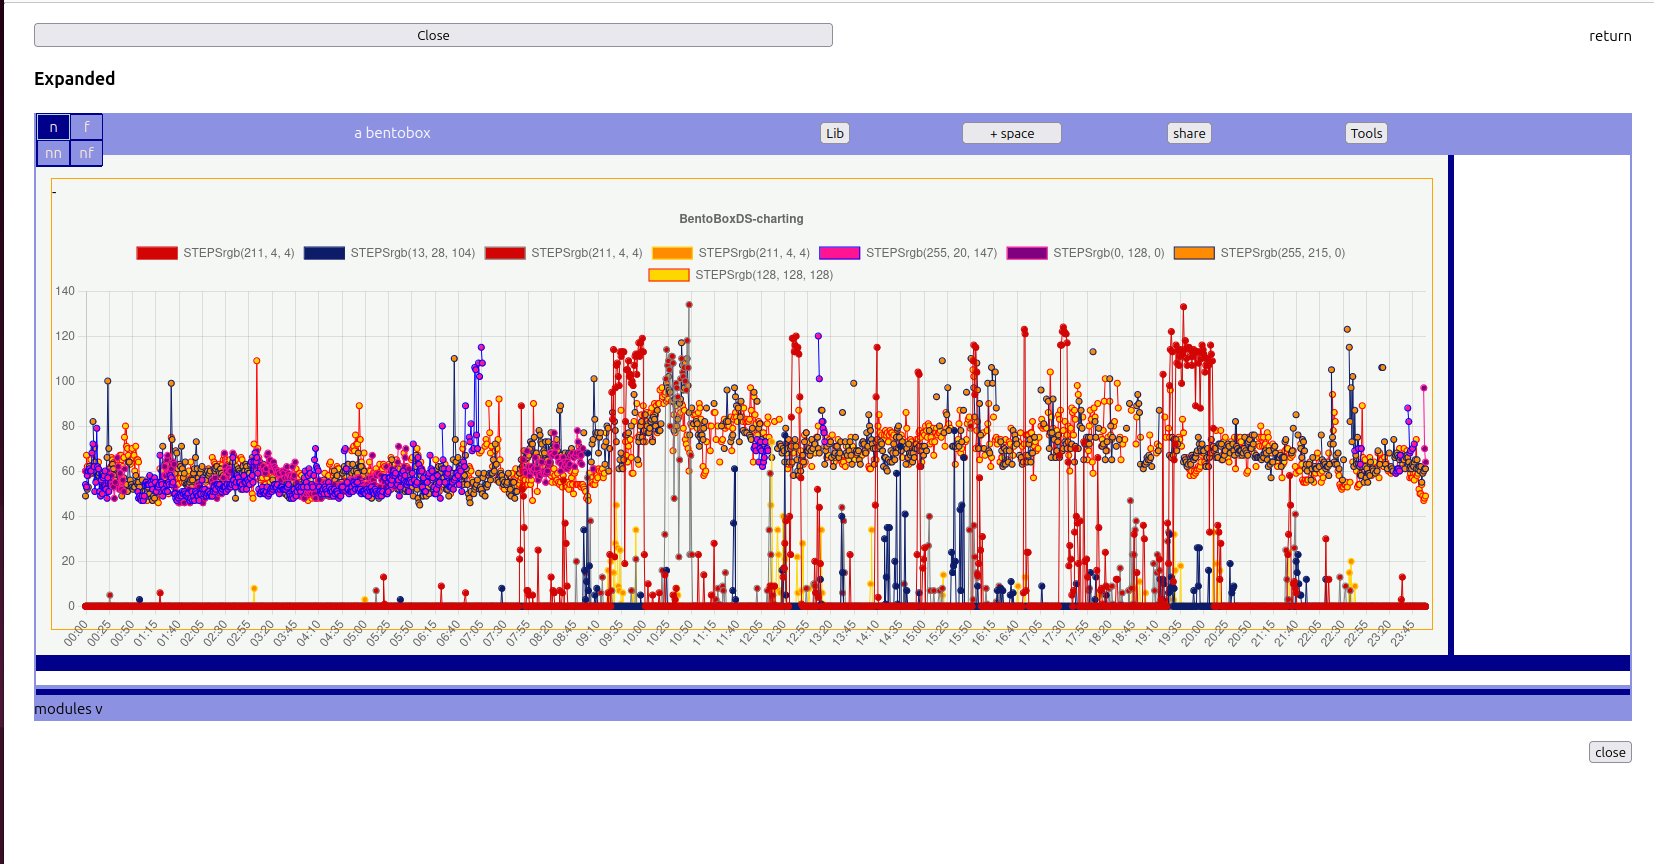 Close
return
Expanded
n f a bentobox Lib + space share Tools
nn nf
-
BentoBoxDS-charting
STEPSrgb(211, 4, 4) STEPSrgb(13, 28, 104) STEPSrgb(211, 4, 4) STEPSrgb(211, 4, 4) STEPSrgb(255, 20, 147) STEPSrgb(0, 128, 0) STEPSrgb(255, 215, 0)
STEPSrgb(128, 128, 128)
140
120
100
80
60
40
20
0
00:00 00:25 00:50 01:15 01:40 02:05 02:30 02:55 03:20 03:45 04:10 04:35 05:00 05:25 05:50 06:15 06:40 07:05 07:30 07:55 08:20 08:45 09:10 09:35 10:00 10:25 10:50 11:15 11:40 12:05 12:30 12:55 13:20 13:45 14:10 14:35 15:00 15:25 15:50 16:15 16:40 17:05 17:30 17:55 18:20 18:45 19:10 19:35 20:00 20:25 20:50 21:15 21:40 22:05 22:30 22:55 23:20 23:45
modules v
close